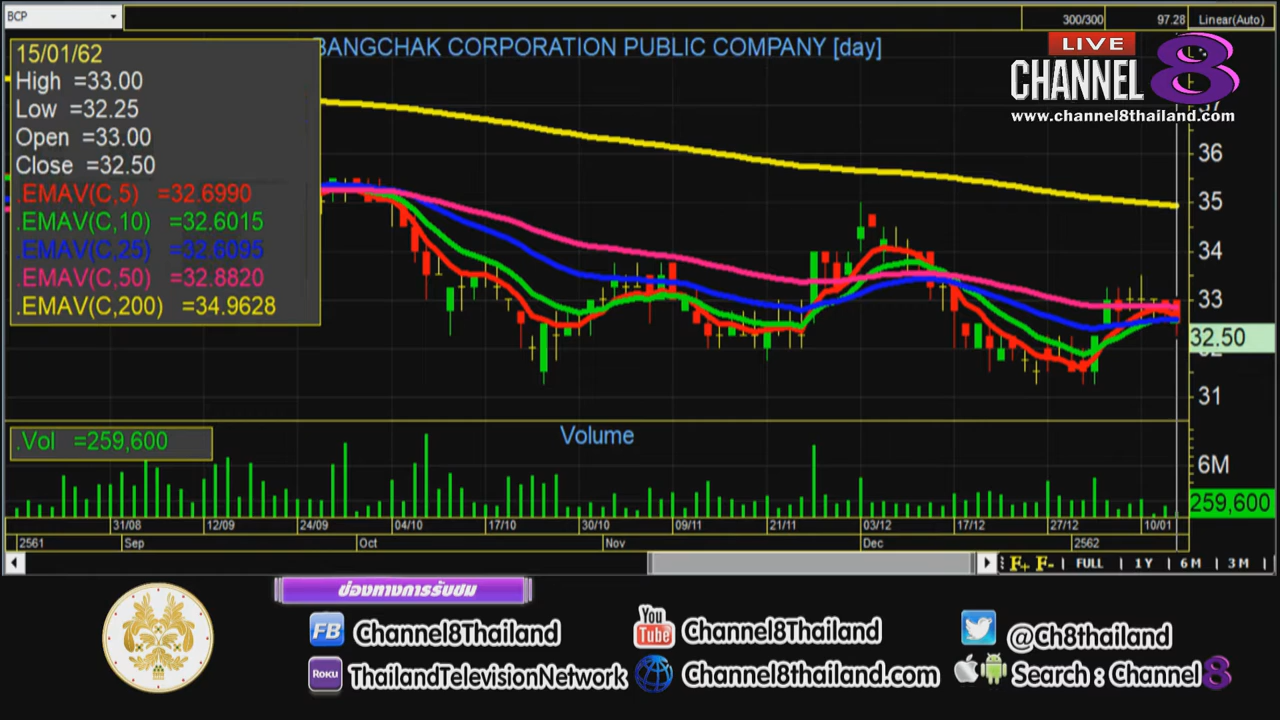 BCP
300/300
97.28
Linear(Auto)
BANGCHAK CORPORATION PUBLIC COMPANY [day]
LIVE
CHANNEL 8
www.channel8thailand.com
15/01/62
High =33.00
Low =32.25
Open =33.00
Close =32.50
.EMAV(C,5) =32.6990
.EMAV(C,10) =32.6015
.EMAV(C,25) =32.6095
.EMAV(C,50) =32.8820
.EMAV(C,200) =34.9628
37
36
35
34
33
32.50
32
31
.Vol =259,600
Volume
6M
259,600
31/08 12/09 24/09 04/10 17/10 30/10 09/11 21/11 03/12 17/12 27/12 10/01
2561 Sep Oct Nov Dec 2562
F+ F- FULL 1Y 6M 3M
ช่องทางการรับชม
FB Channel8Thailand
You Tube Channel8Thailand
@Ch8thailand
ROKU ThailandTelevisionNetwork
Channel8thailand.com
Search : Channel 8